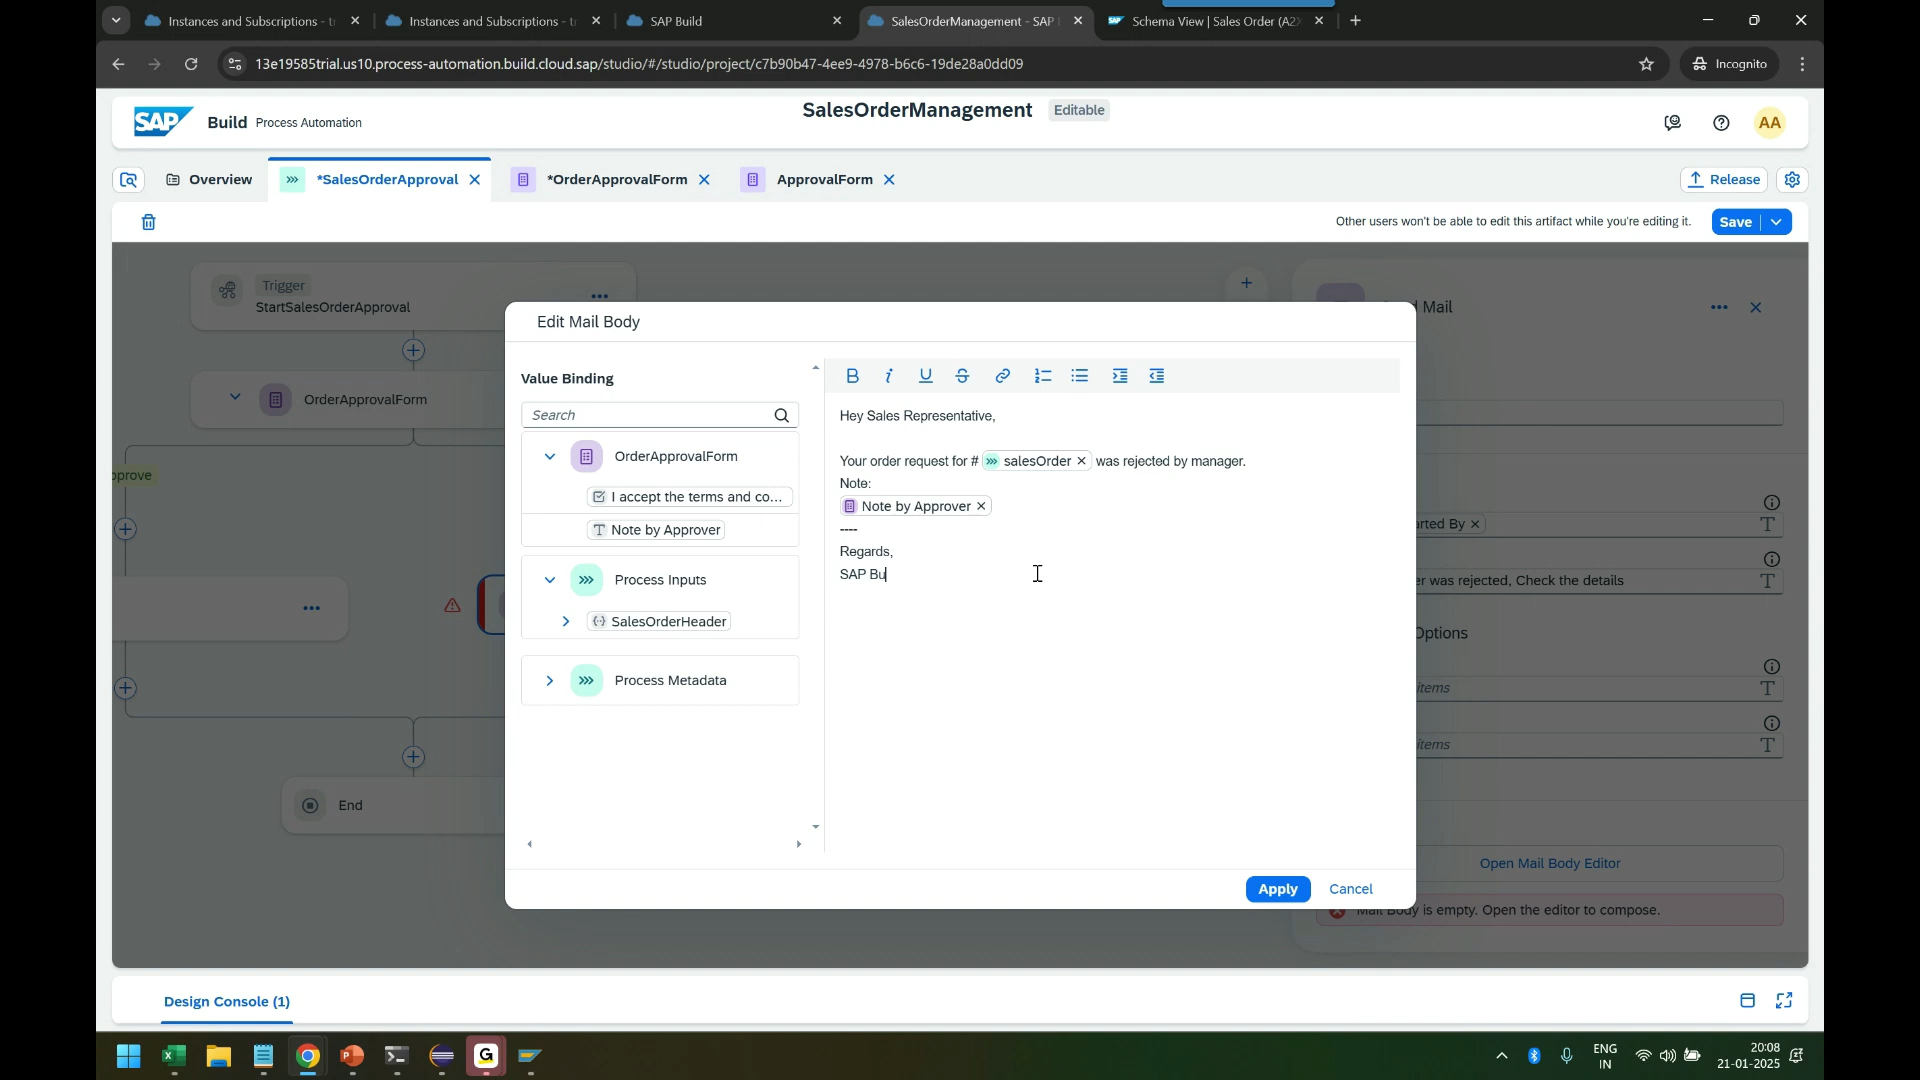 Instances and Subscriptions - tr
Instances and Subscriptions - tr
SAP Build
SalesOrderManagement - SAP
Schema View | Sales Order (A2X
13e19585trial.us10.process-automation.build.cloud.sap/studio/#/studio/project/c7b90b47-4ee9-4978-b6c6-19de28a0dd09
Incognito
SAP Build Process Automation
SalesOrderManagement Editable
AA
Overview
*SalesOrderApproval
*OrderApprovalForm
ApprovalForm
Release
Other users won't be able to edit this artifact while you're editing it.
Save
Trigger
StartSalesOrderApproval
OrderApprovalForm
pprove
End
Mail
Edit Mail Body
Value Binding
Search
OrderApprovalForm
I accept the terms and co...
Note by Approver
Process Inputs
SalesOrderHeader
Process Metadata
Hey Sales Representative,
Your order request for # salesOrder was rejected by manager.
Note:
Note by Approver
----
Regards,
SAP Bu
Apply
Cancel
arted By
er was rejected, Check the details
Options
items
items
Open Mail Body Editor
Mail Body is empty. Open the editor to compose.
Design Console (1)
ENG
IN
20:08
21-01-2025